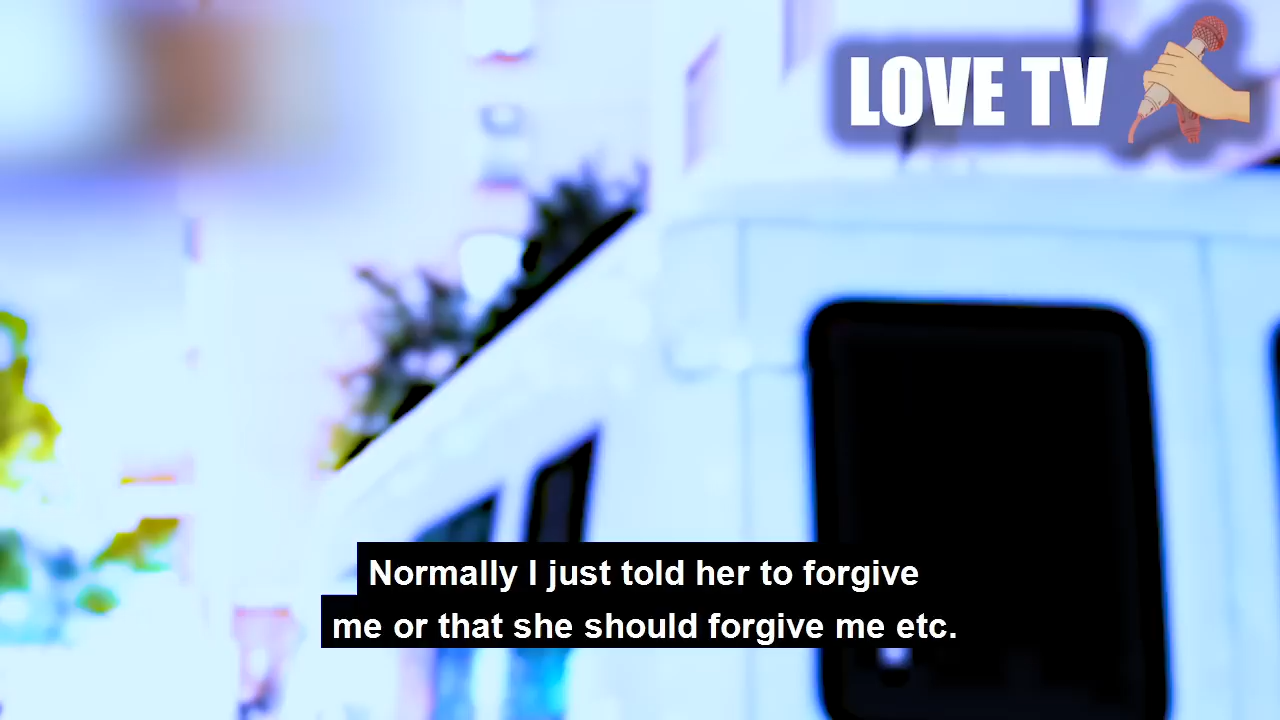 LOVE TV
Normally I just told her to forgive
me or that she should forgive me etc.